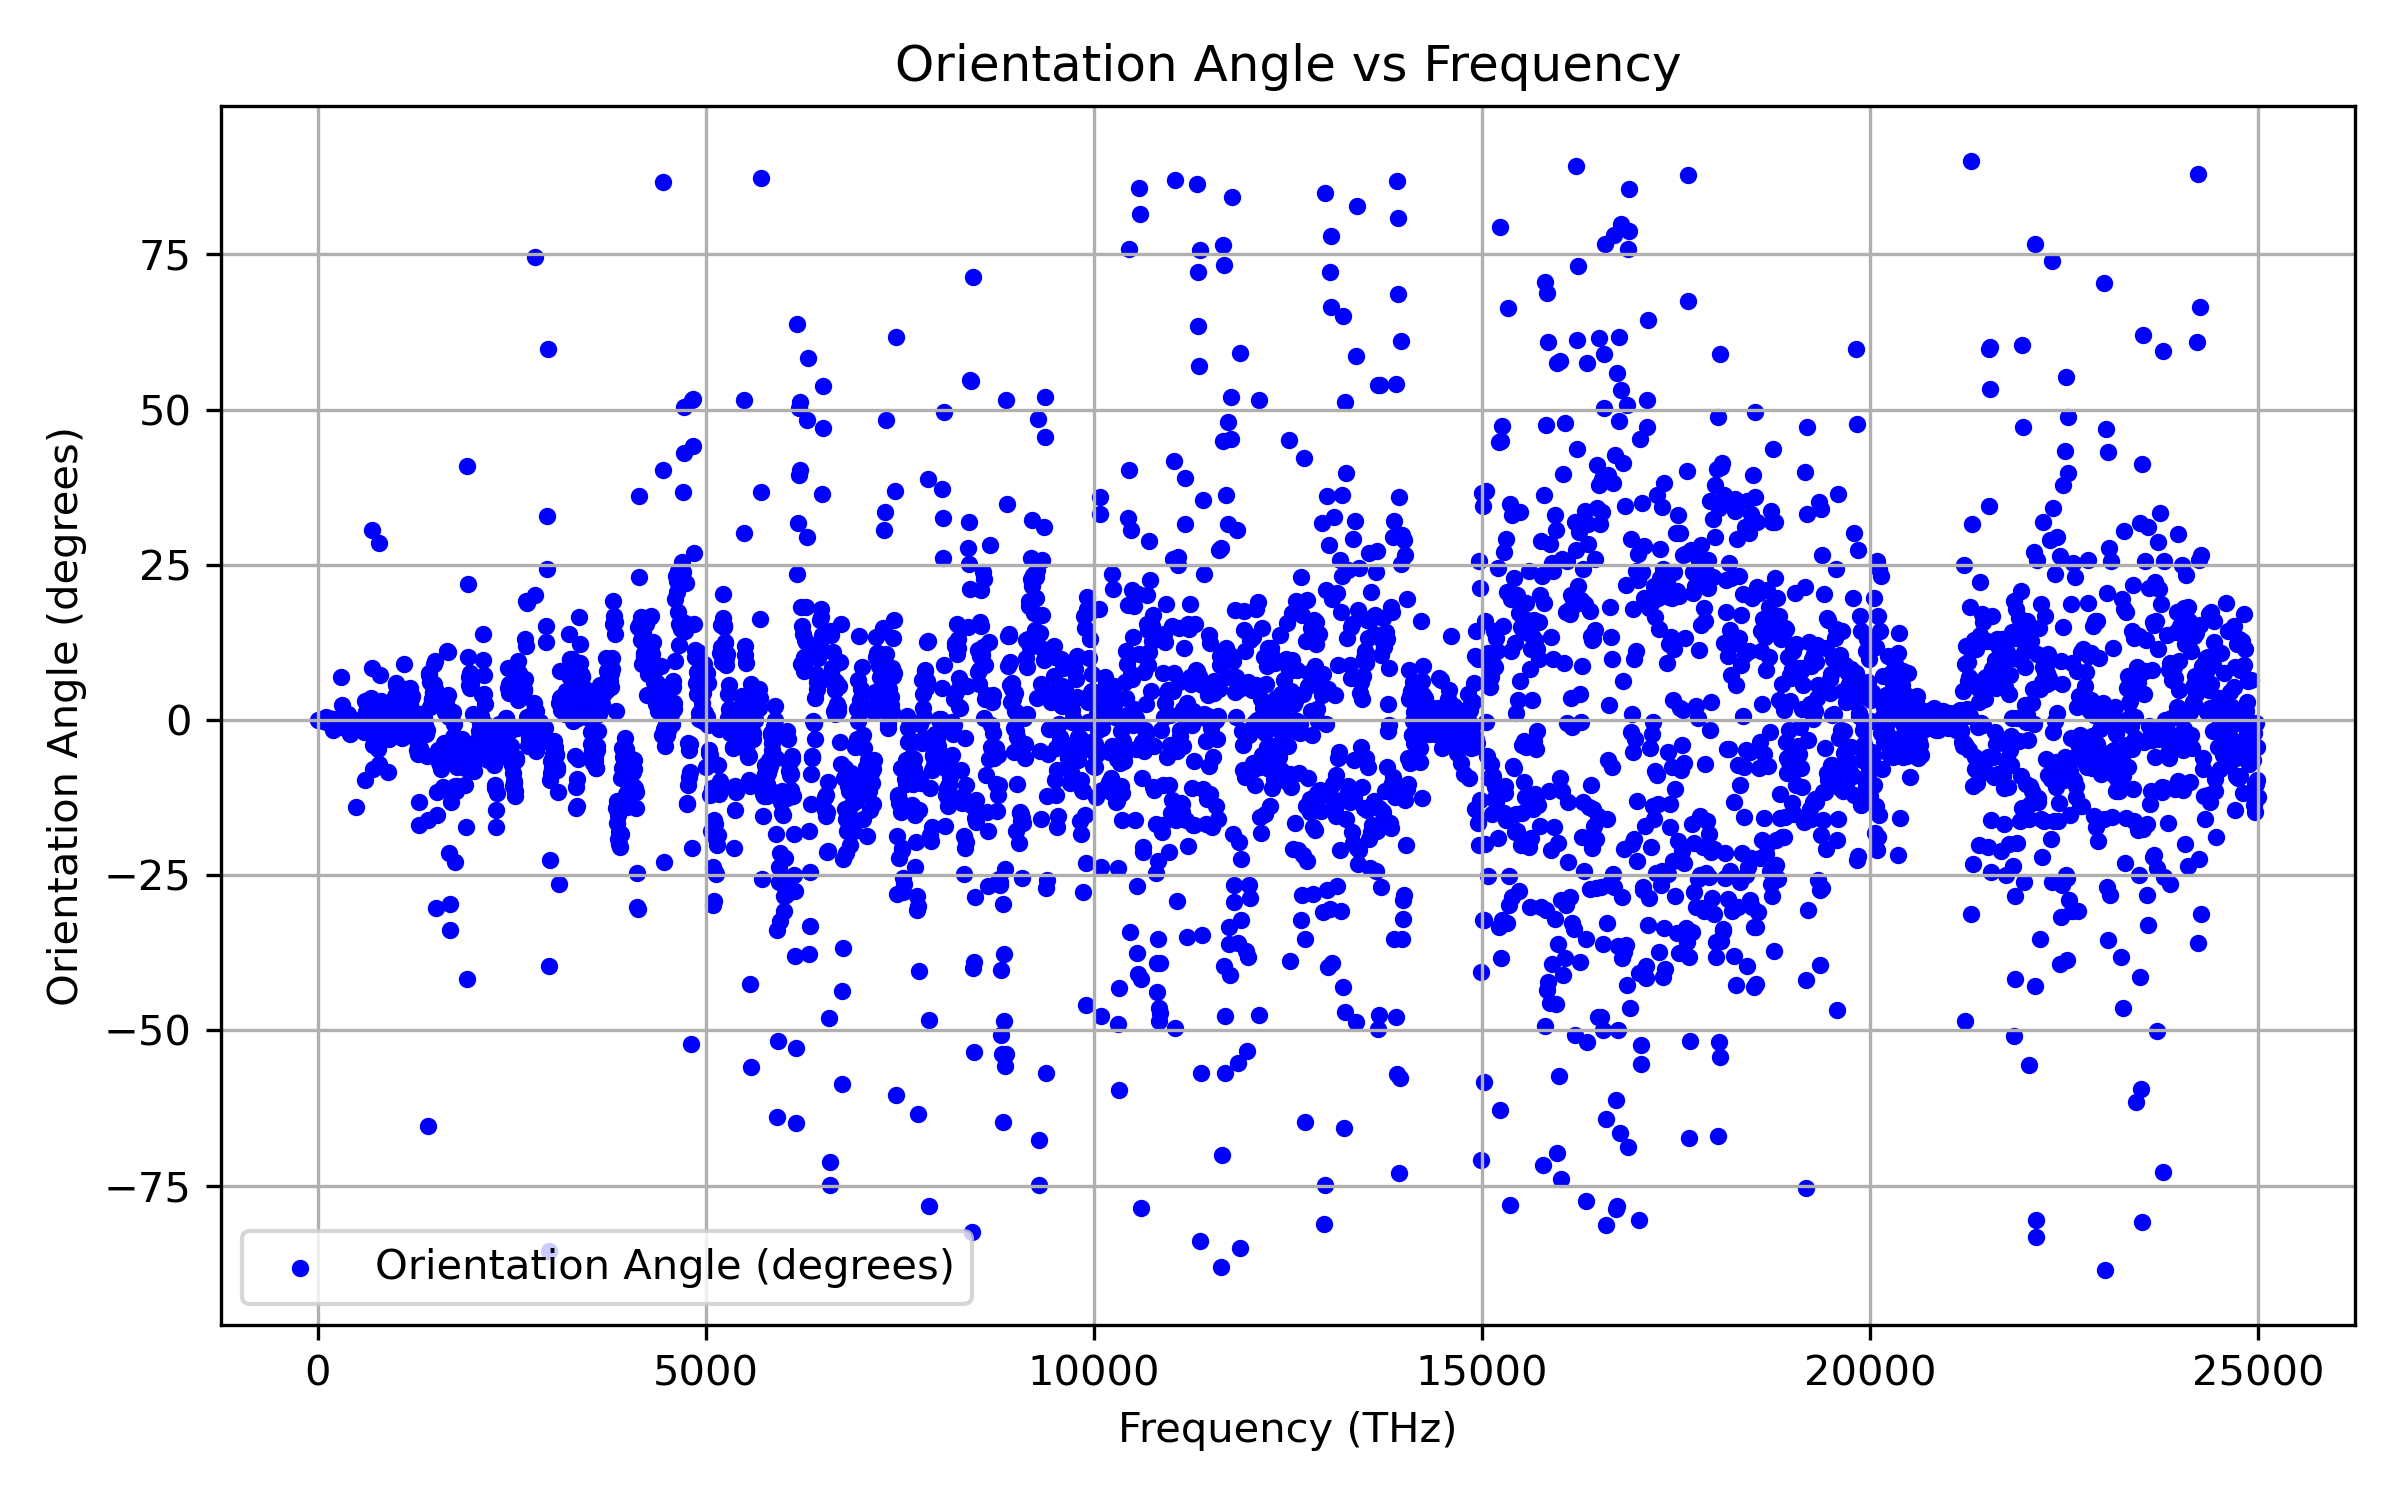 Orientation Angle vs Frequency
75
50
25
0
−25
−50
−75
Orientation Angle (degrees)
Orientation Angle (degrees)
0 5000 10000 15000 20000 25000
Frequency (THz)